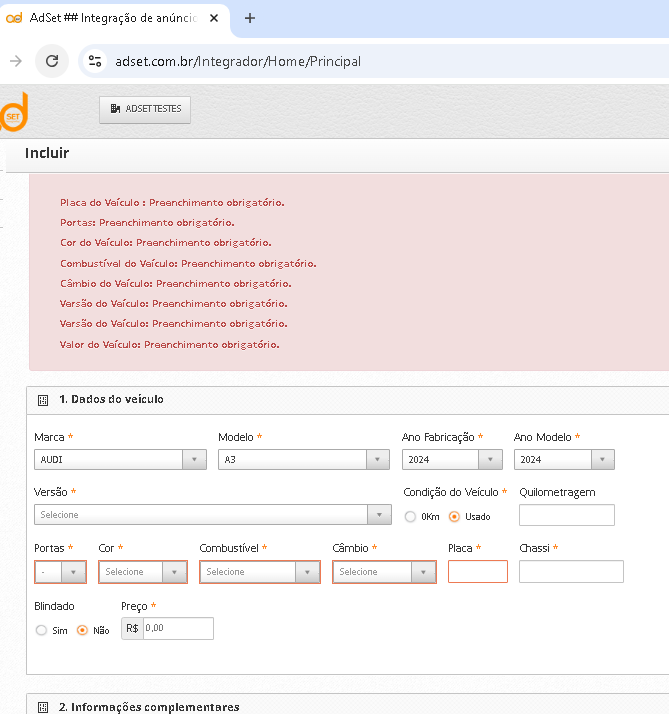 AdSet ## Integração de anúnci
adset.com.br/Integrador/Home/Principal
SET
ADSETTESTES
Incluir
Placa do Veículo : Preenchimento obrigatório.
Portas: Preenchimento obrigatório.
Cor do Veículo: Preenchimento obrigatório.
Combustível do Veículo: Preenchimento obrigatório.
Câmbio do Veículo: Preenchimento obrigatório.
Versão do Veículo: Preenchimento obrigatório.
Versão do Veículo: Preenchimento obrigatório.
Valor do Veículo: Preenchimento obrigatório.
1. Dados do veículo
Marca * Modelo * Ano Fabricação * Ano Modelo *
AUDI A3 2024 2024
Versão * Condição do Veículo * Quilometragem
Selecione 0Km Usado
Portas * Cor * Combustível * Câmbio * Placa * Chassi *
- Selecione Selecione Selecione
Blindado Preço *
Sim Não R$ 0,00
2. Informações complementares